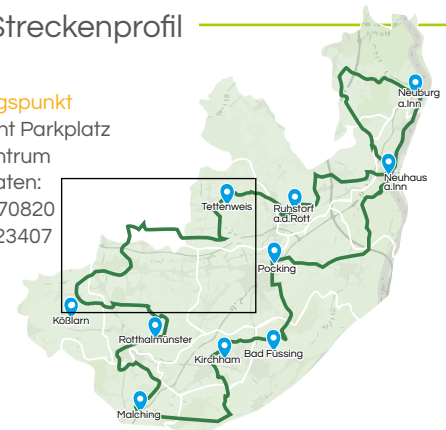 Streckenprofil
gspunkt
nt Parkplatz
ntrum
aten:
70820
23407
Neuburg
a.Inn
Neuhaus
a.Inn
Tettenweis
Ruhstorf
a.d.Rott
Pocking
Kößlarn
Rotthalmünster
Kirchham
Bad Füssing
Malching